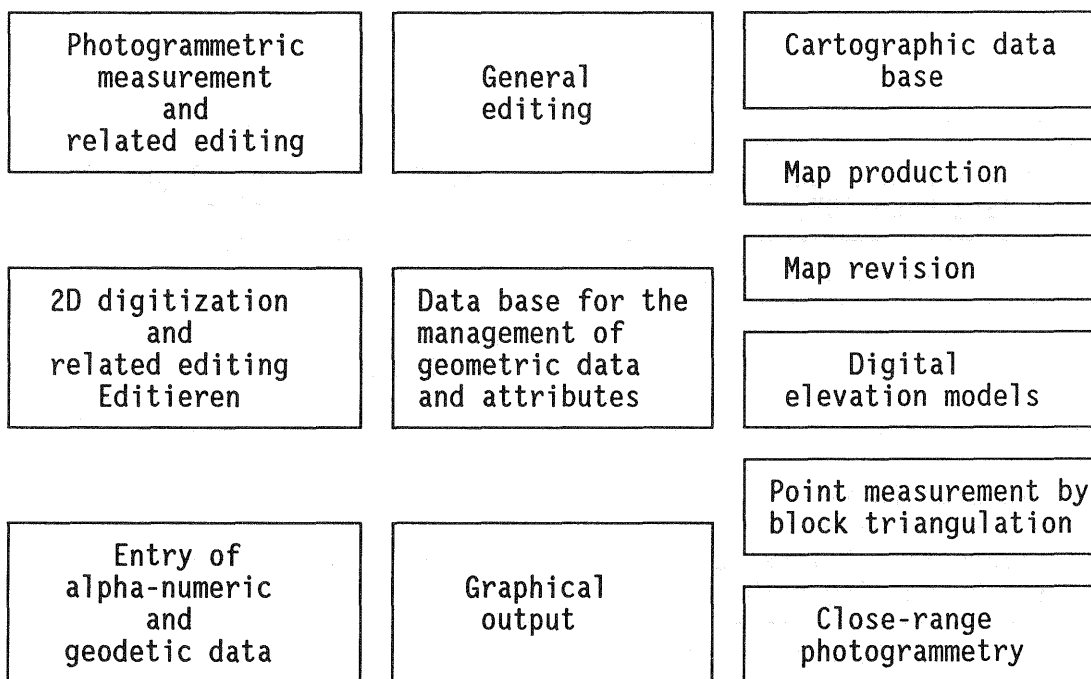 Photogrammetric
measurement
and
related editing
General
editing
Cartographic data
base
Map production
Map revision
2D digitization
and
related editing
Editieren
Data base for the
management of
geometric data
and attributes
Digital
elevation models
Point measurement by
block triangulation
Entry of
alpha-numeric
and
geodetic data
Graphical
output
Close-range
photogrammetry